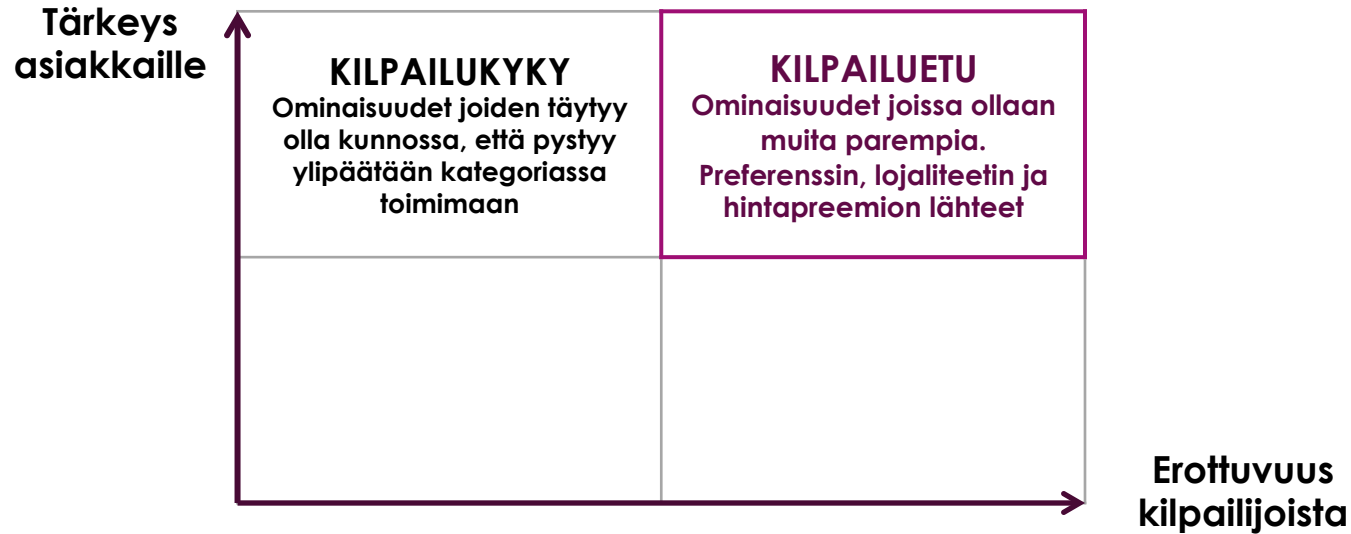 Tärkeys
asiakkaille
KILPAILUKYKY
Ominaisuudet joiden täytyy
olla kunnossa, että pystyy
ylipäätään kategoriassa
toimimaan
KILPAILUETU
Ominaisuudet joissa ollaan
muita parempia.
Preferenssin, lojaliteetin ja
hintapreemion lähteet
Erottuvuus
kilpailijoista